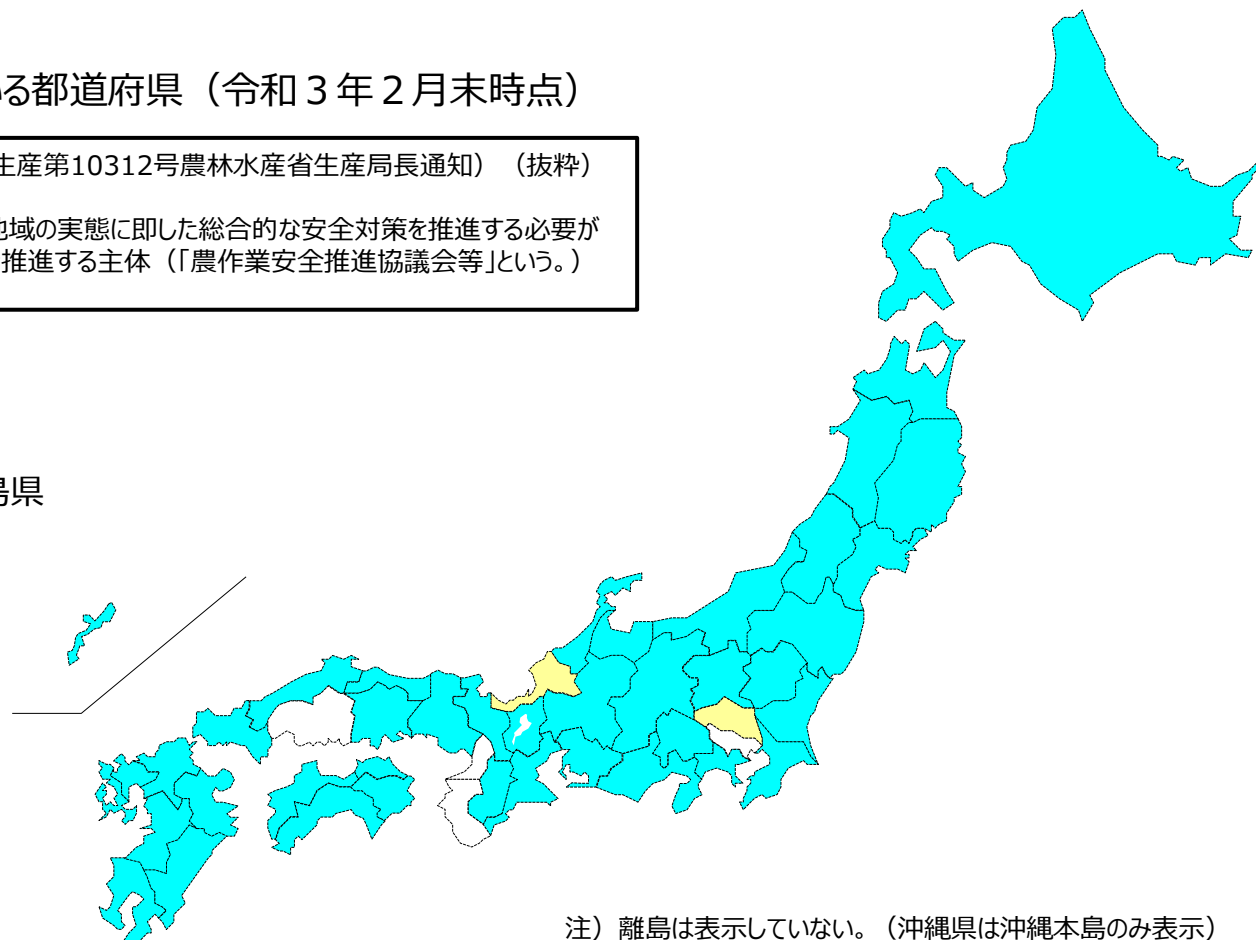 いる都道府県（令和３年２月末時点）
生産第10312号農林水産省生産局長通知）（抜粋）
地域の実態に即した総合的な安全対策を推進する必要が
推進する主体（「農作業安全推進協議会等」という。）
島県
注）離島は表示していない。（沖縄県は沖縄本島のみ表示）